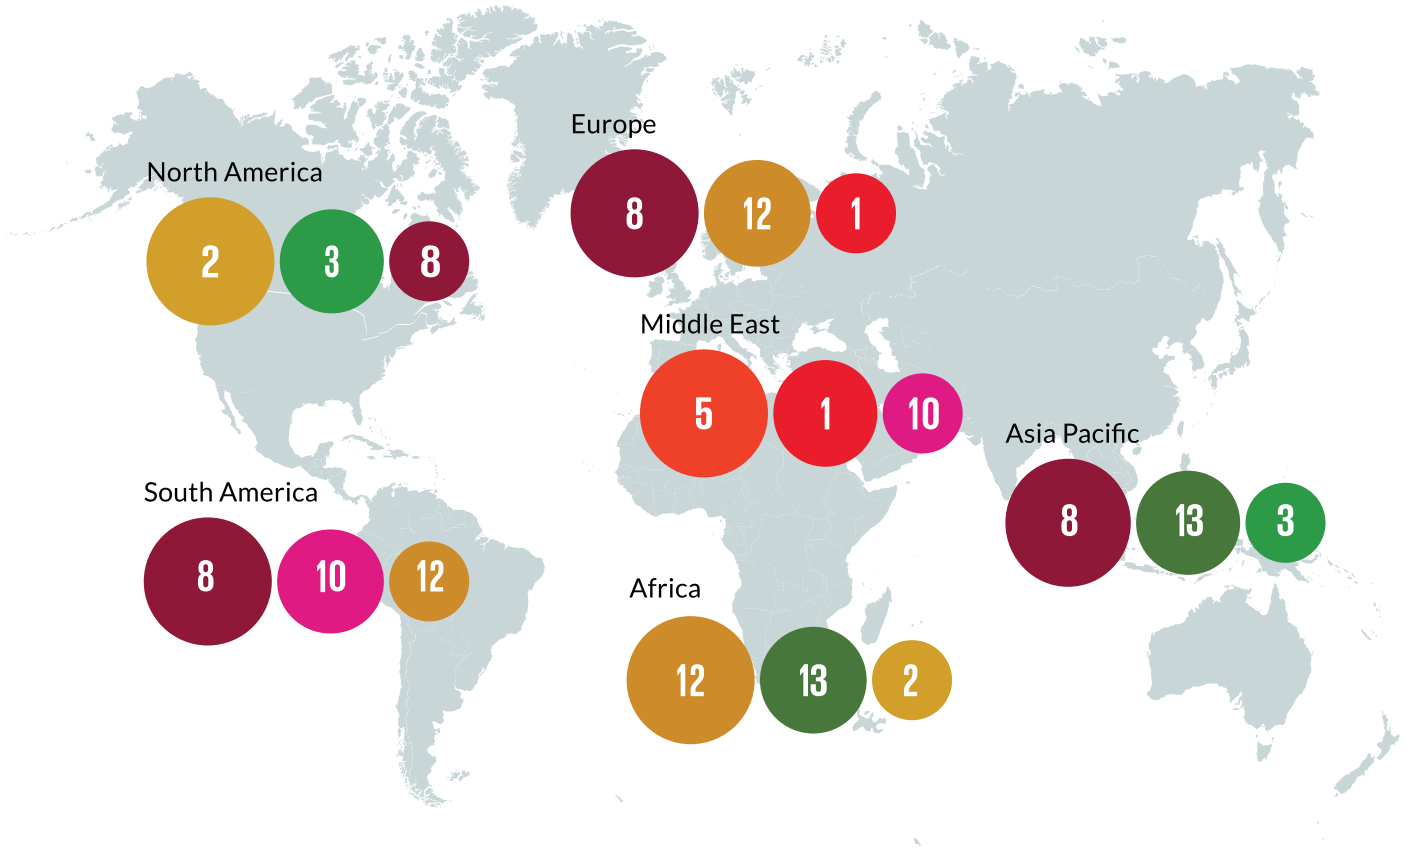 Europe
8 12 1
North America
2 3 8
Middle East
5 1 10
Asia Pacific
8 13 3
South America
8 10 12
Africa
12 13 2